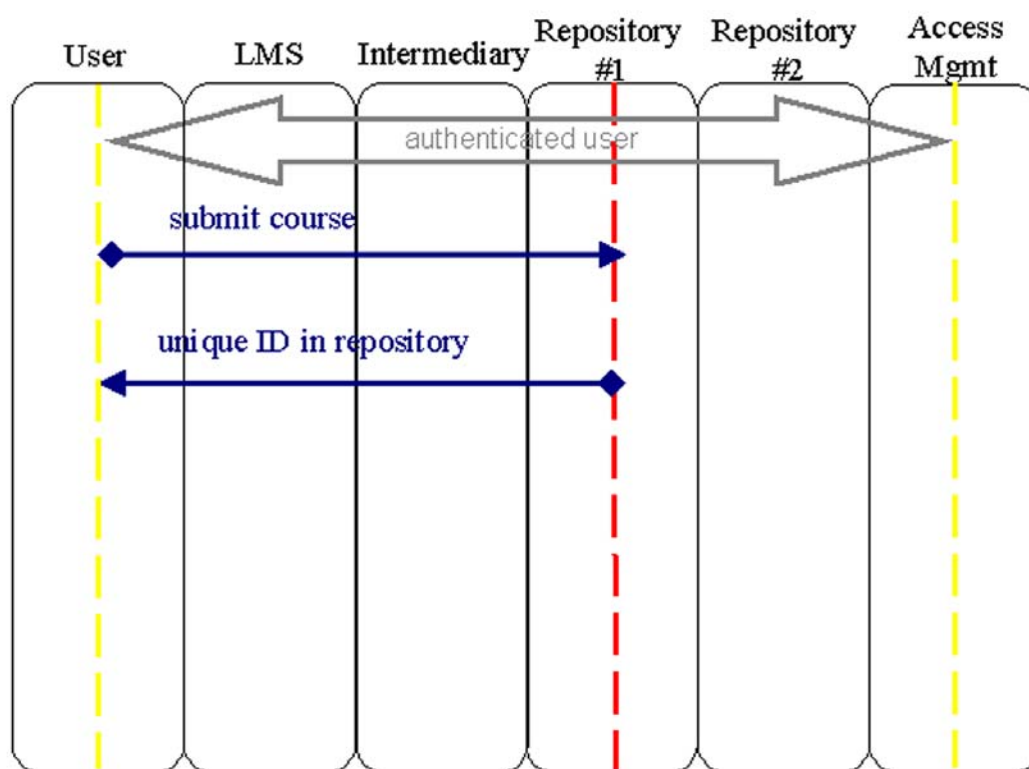 User
LMS
Intermediary
Repository
#1
Repository
#2
Access
Mgmt
authenticated user
submit course
unique ID in repository